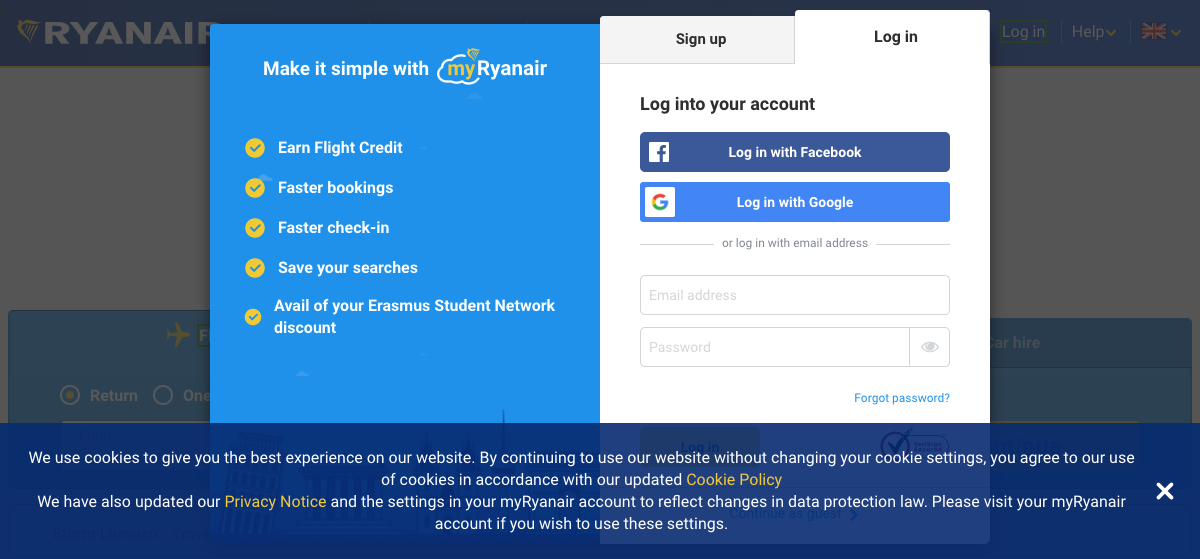 RYANAIR
Log in
Help
Make it simple with myRyanair
Earn Flight Credit
Faster bookings
Faster check-in
Save your searches
Avail of your Erasmus Student Network
discount
Sign up
Log in
Log into your account
Log in with Facebook
Log in with Google
or log in with email address
Email address
Password
Forgot password?
Log in
Continue as guest
Car hire
Return
One
We use cookies to give you the best experience on our website. By continuing to use our website without changing your cookie settings, you agree to our use
of cookies in accordance with our updated Cookie Policy
We have also updated our Privacy Notice and the settings in your myRyanair account to reflect changes in data protection law. Please visit your myRyanair
account if you wish to use these settings.